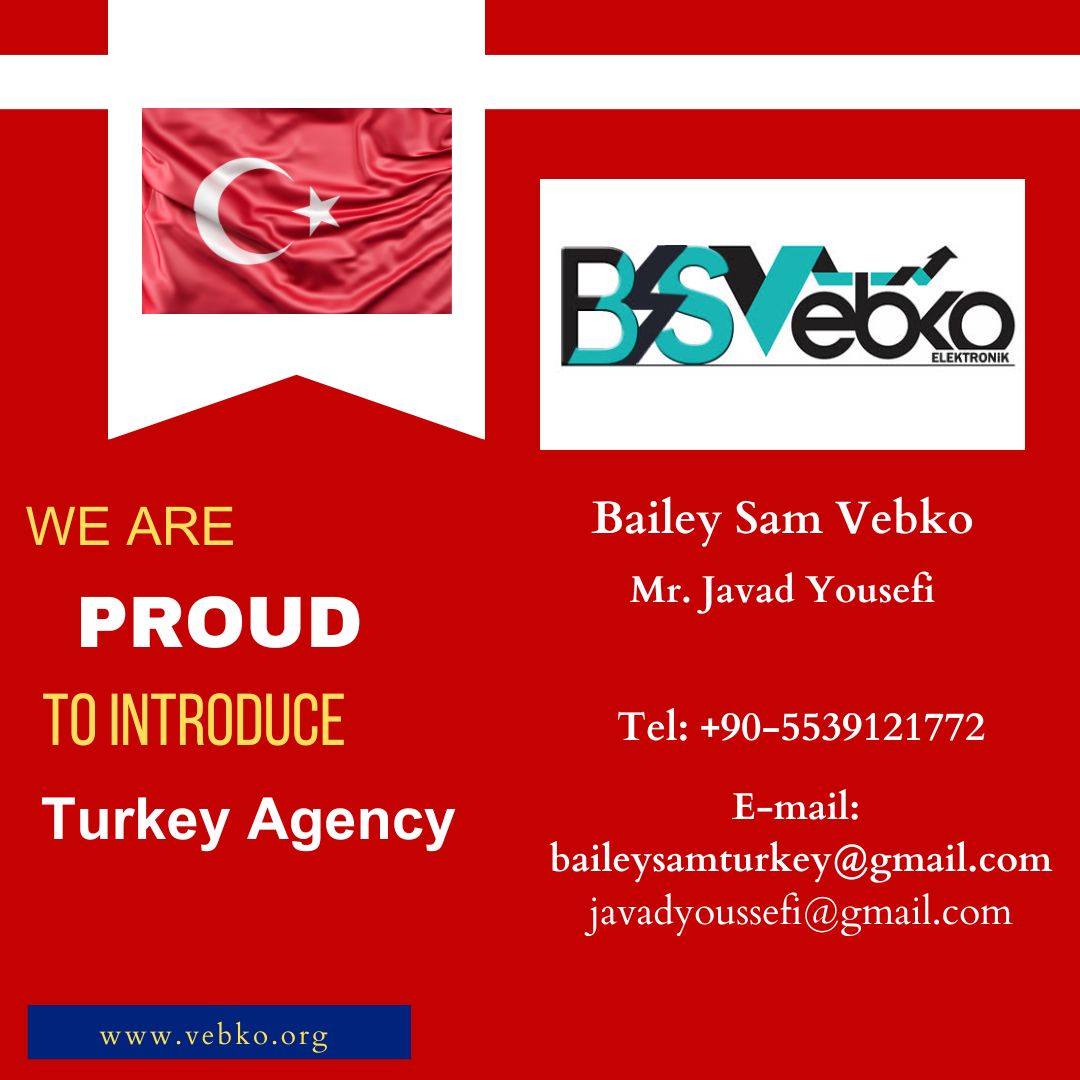 BSVebko
ELEKTRONİK
WE ARE
PROUD
TO INTRODUCE
Turkey Agency
Bailey Sam Vebko
Mr. Javad Yousefi
Tel: +90-5539121772
E-mail:
baileysamturkey@gmail.com
javadyoussefi@gmail.com
www.vebko.org